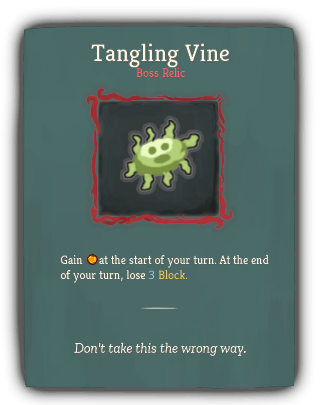 Tangling Vine
Boss Relic
Gain at the start of your turn. At the end
of your turn, lose 3 Block.
Don't take this the wrong way.